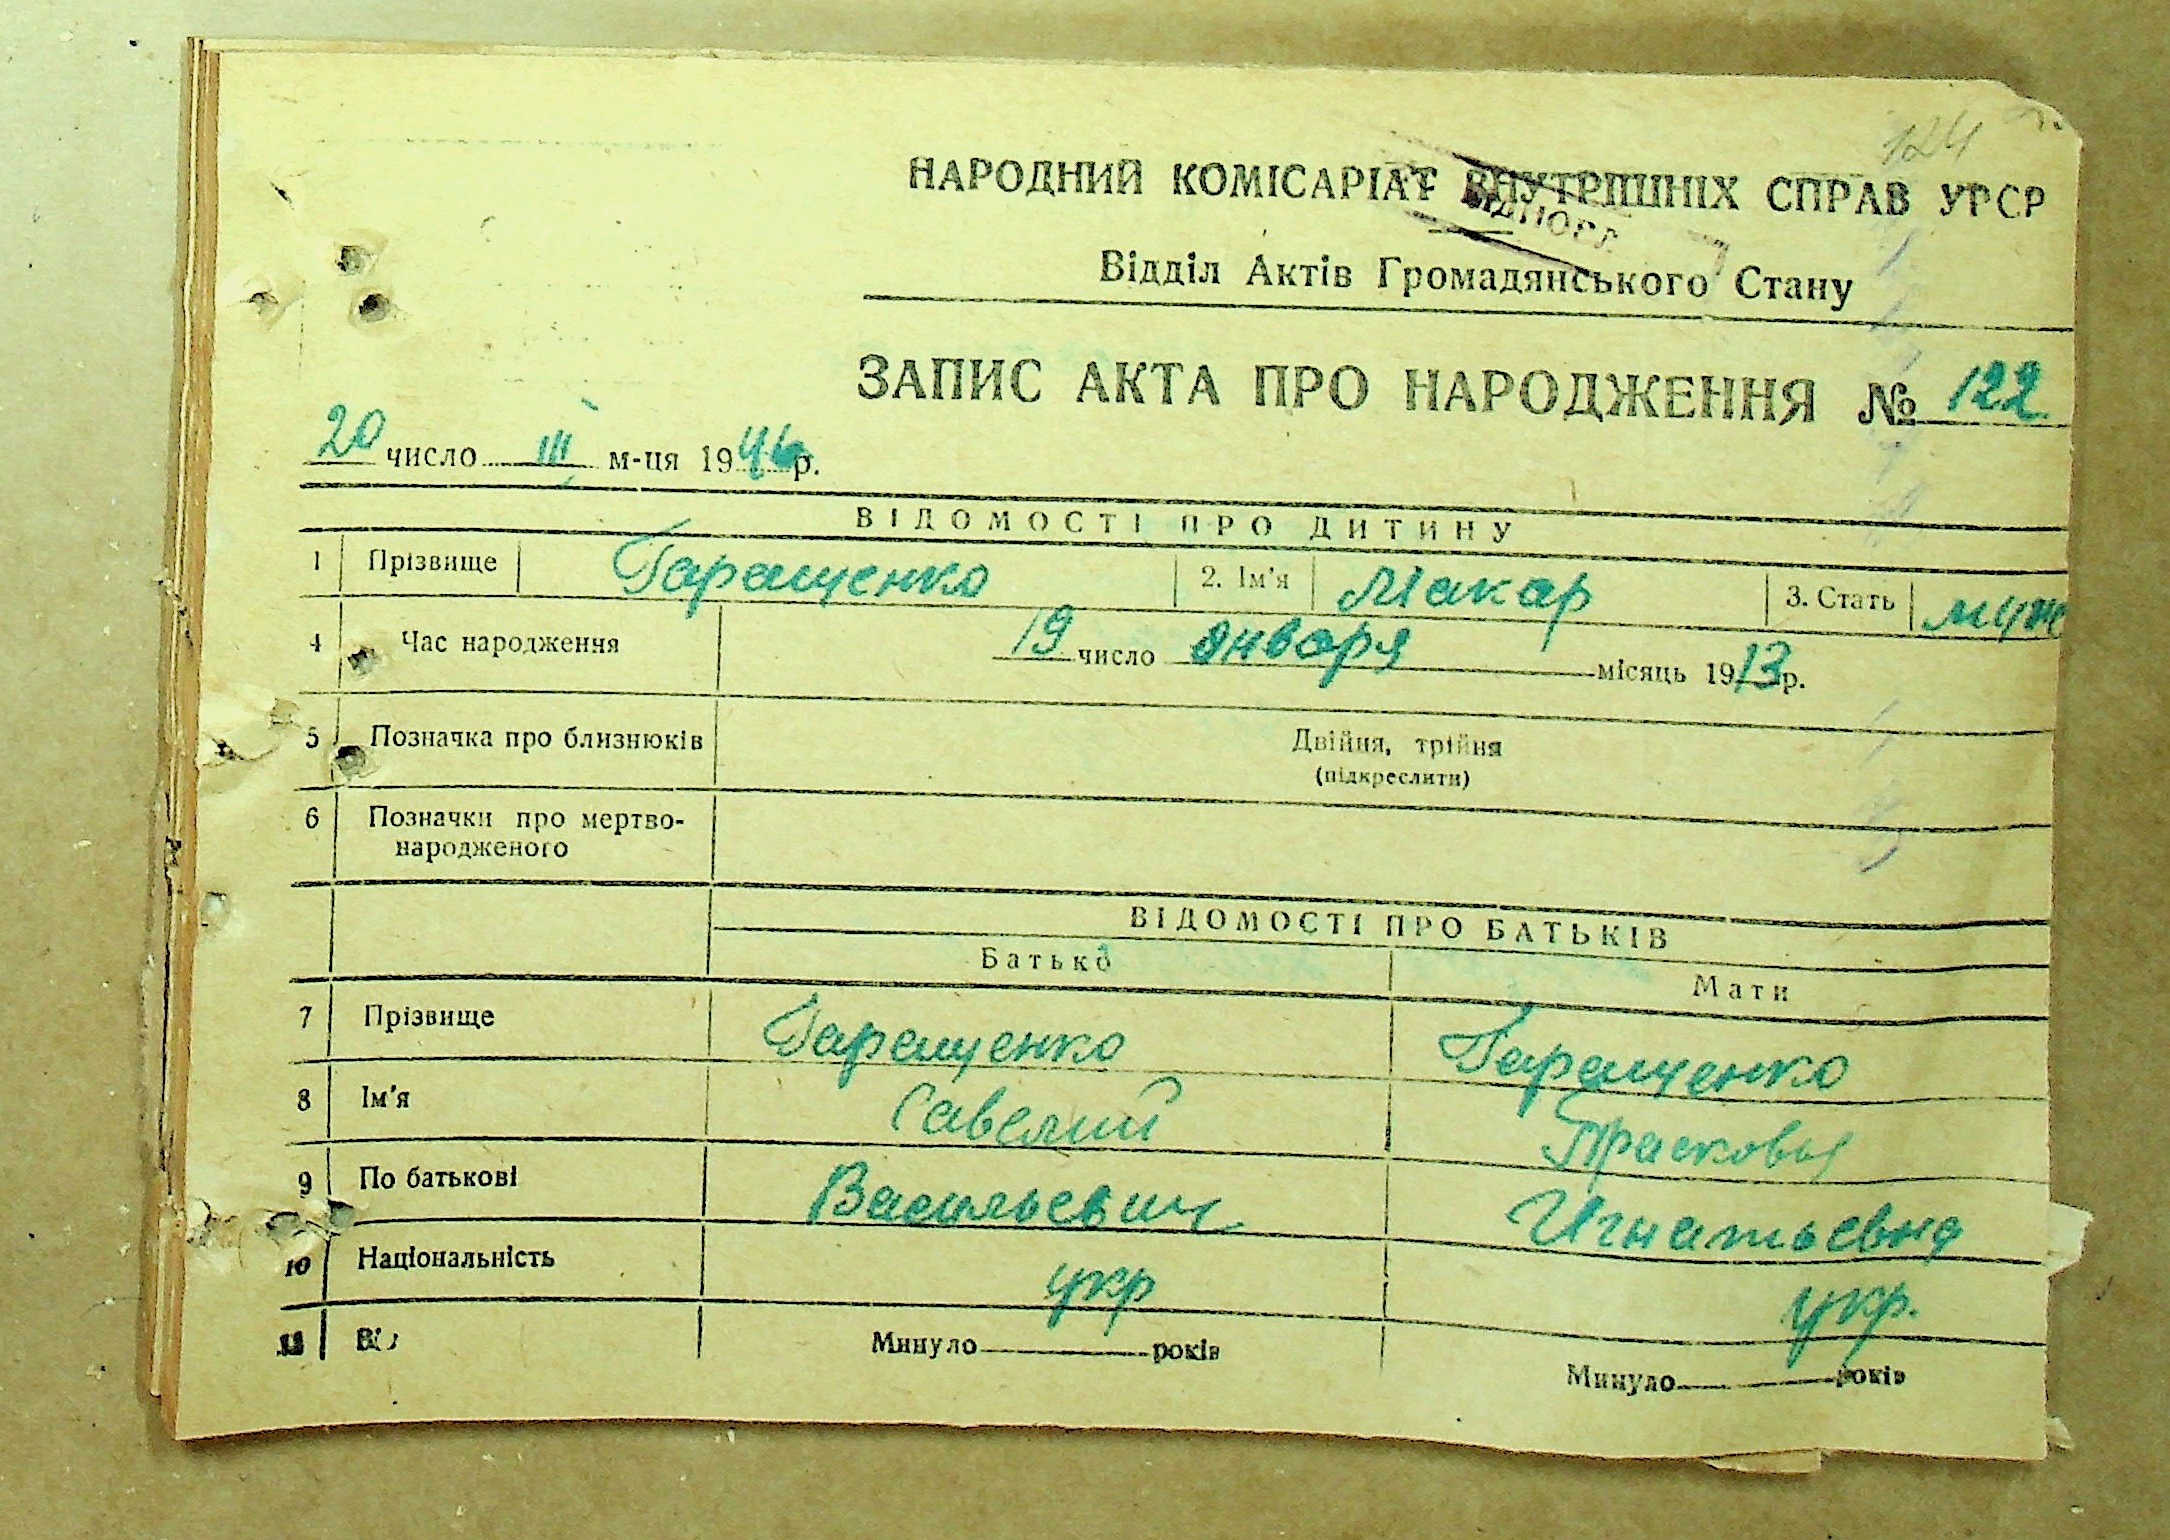 124
НАРОДНИЙ КОМІСАРІАТ ВНУТРІШНІХ СПРАВ УРСР
Відділ Актів Громадянського Стану
ЗАПИС АКТА ПРО НАРОДЖЕННЯ № 122
20 число III м-ця 1946 р.
ВІДОМОСТІ ПРО ДИТИНУ
1 Прізвище Геращенко 2. Ім'я Макар 3. Стать муж
4 Час народження 19 число января місяць 1913 р.
5 Позначка про близнюків Двійня, трійня
(підкреслити)
6 Позначки про мертво-
народженого
ВІДОМОСТІ ПРО БАТЬКІВ
Батько Мати
7 Прізвище Геращенко Геращенко
8 Ім'я Савелий Прасковья
9 По батькові Васильевич Игнатьевна
10 Національність укр укр.
11 Минуло років Минуло років